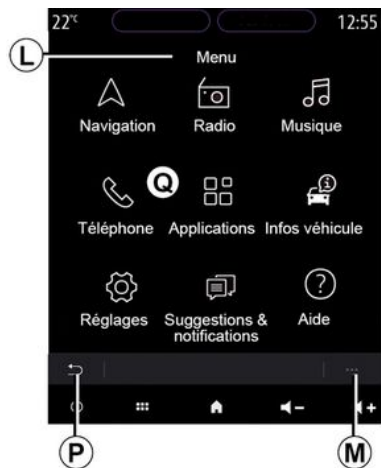 22°C 12:55
L Menu
Navigation Radio Musique
Q
Téléphone Applications Infos véhicule
Réglages Suggestions & Aide
notifications
P M